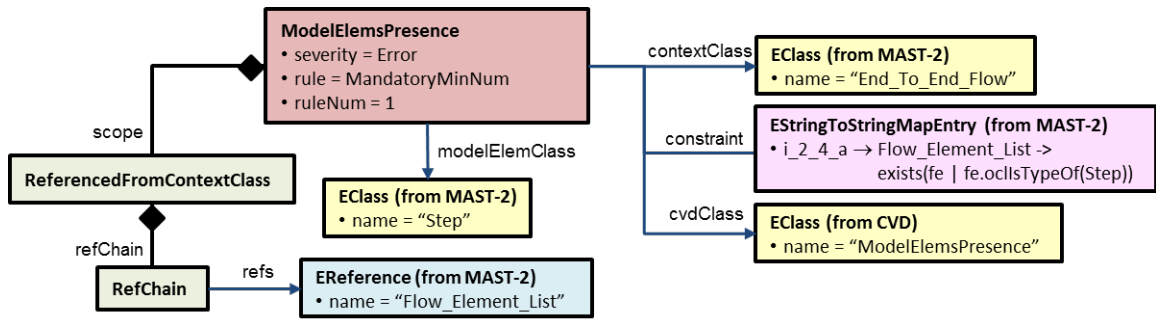 ModelElemsPresence
• severity = Error
• rule = MandatoryMinNum
• ruleNum = 1
contextClass
EClass (from MAST-2)
• name = “End_To_End_Flow”
scope
constraint
EStringToStringMapEntry (from MAST-2)
• i_2_4_a → Flow_Element_List ->
exists(fe | fe.oclIsTypeOf(Step))
modelElemClass
ReferencedFromContextClass
EClass (from MAST-2)
• name = “Step”
cvdClass
EClass (from CVD)
• name = “ModelElemsPresence”
refChain
RefChain
refs
EReference (from MAST-2)
• name = “Flow_Element_List”